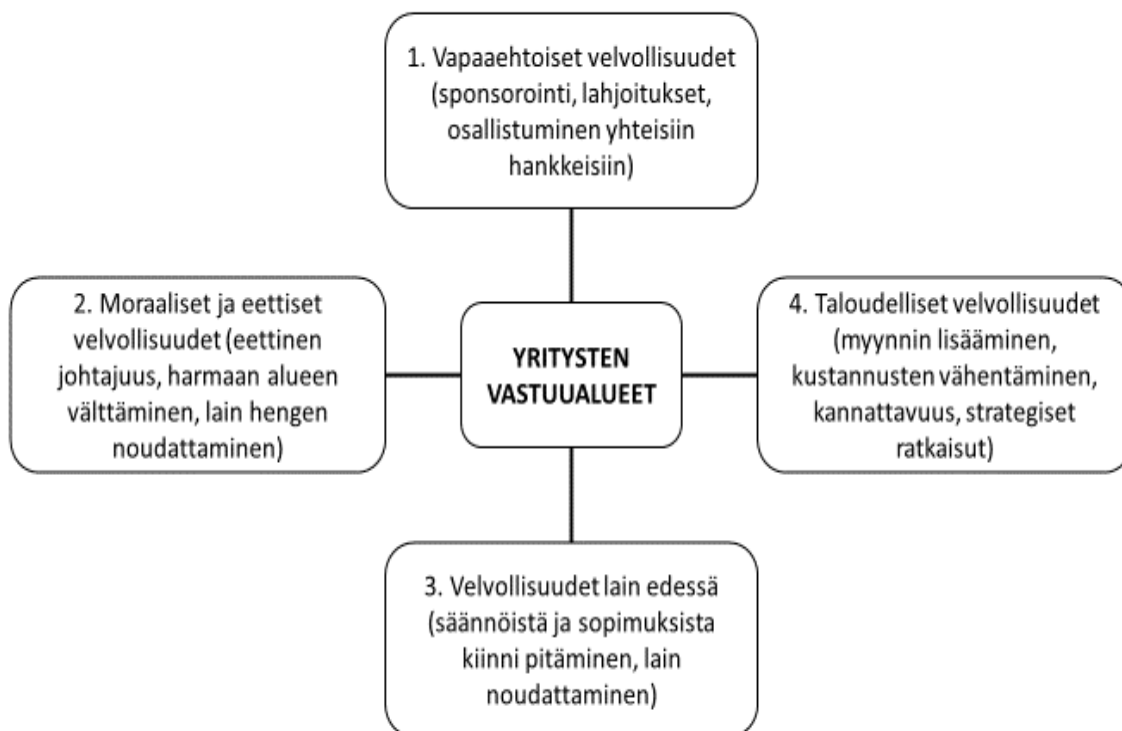 1. Vapaaehtoiset velvollisuudet
(sponsorointi, lahjoitukset,
osallistuminen yhteisiin
hankkeisiin)
2. Moraaliset ja eettiset
velvollisuudet (eettinen
johtajuus, harmaan alueen
välttäminen, lain hengen
noudattaminen)
YRITYSTEN
VASTUUALUEET
4. Taloudelliset velvollisuudet
(myynnin lisääminen,
kustannusten vähentäminen,
kannattavuus, strategiset
ratkaisut)
3. Velvollisuudet lain edessä
(säännöistä ja sopimuksista
kiinni pitäminen, lain
noudattaminen)